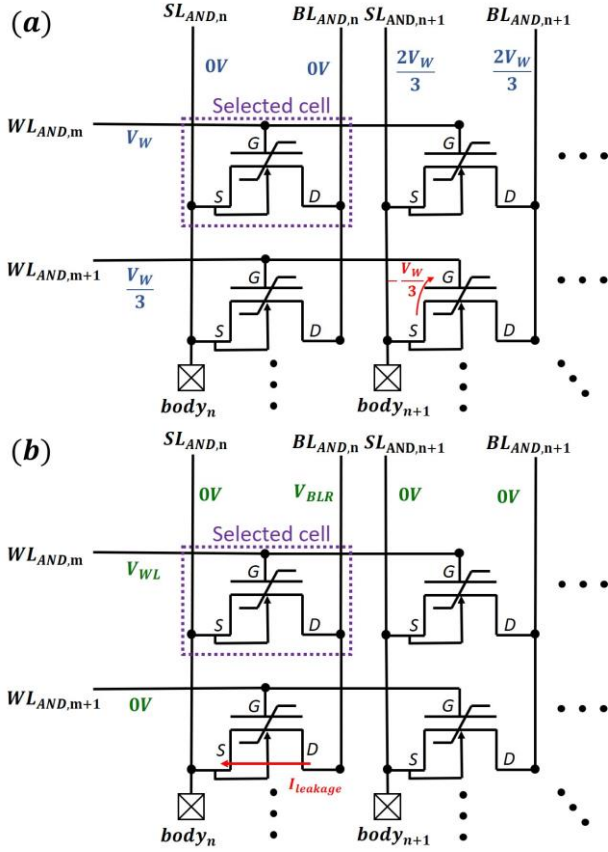 (a)
SL_AND,n BL_AND,n SL_AND,n+1 BL_AND,n+1
0V 0V 2V_W/3 2V_W/3
Selected cell
WL_AND,m
V_W
G G
S D S D
WL_AND,m+1
V_W/3
G -V_W/3 G
S D S D
body_n body_n+1
(b)
SL_AND,n BL_AND,n SL_AND,n+1 BL_AND,n+1
0V V_BLR 0V 0V
Selected cell
WL_AND,m
V_WL
G G
S D S D
WL_AND,m+1
0V
G G
S D S D
I_leakage
body_n body_n+1